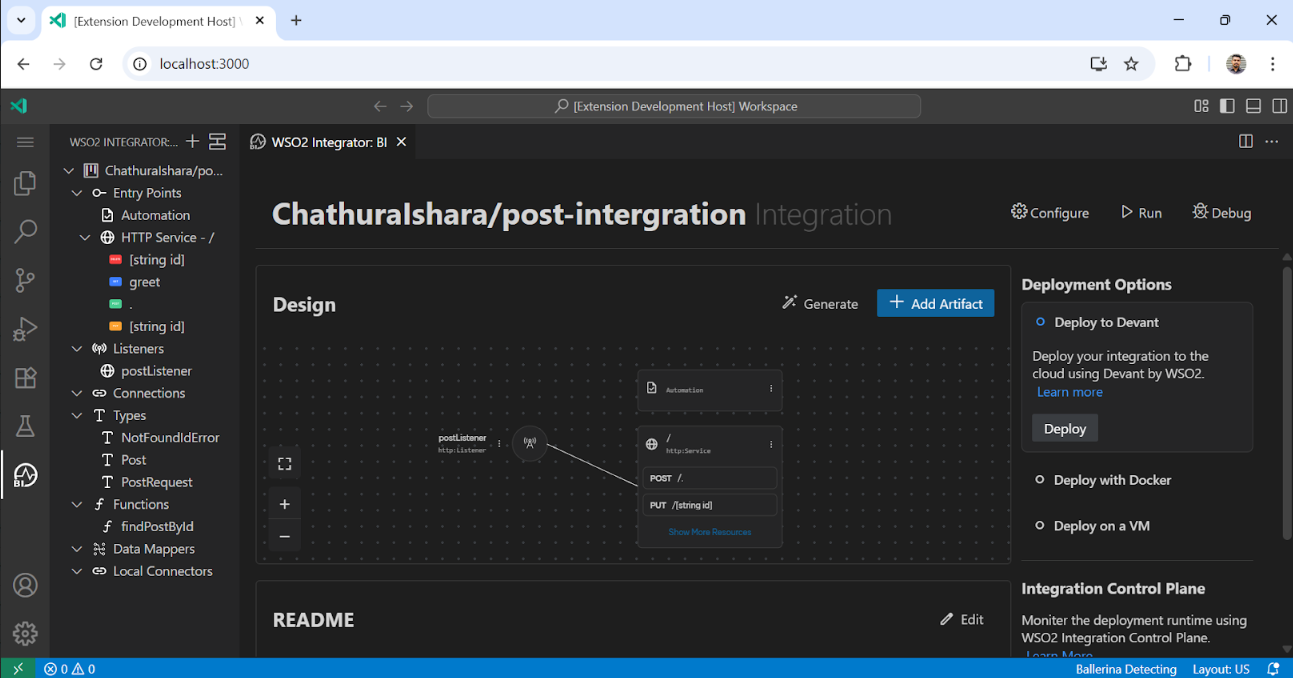 [Extension Development Host]
localhost:3000
[Extension Development Host] Workspace
WSO2 INTEGRATOR:...
WSO2 Integrator: BI
ChathuraIshara/po...
Entry Points
Automation
HTTP Service - /
[string id]
greet
.
[string id]
Listeners
postListener
Connections
Types
NotFoundIdError
Post
PostRequest
Functions
findPostById
Data Mappers
Local Connectors
BI
ChathuraIshara/post-intergration Integration
Configure
Run
Debug
Design
Generate
Add Artifact
Automation
postListener
http:Listener
/
http:Service
POST /.
PUT /[string id]
Show More Resources
README
Edit
Deployment Options
Deploy to Devant
Deploy your integration to the
cloud using Devant by WSO2.
Learn more
Deploy
Deploy with Docker
Deploy on a VM
Integration Control Plane
Moniter the deployment runtime using
WSO2 Integration Control Plane.
Learn More
0 0
Ballerina Detecting
Layout: US